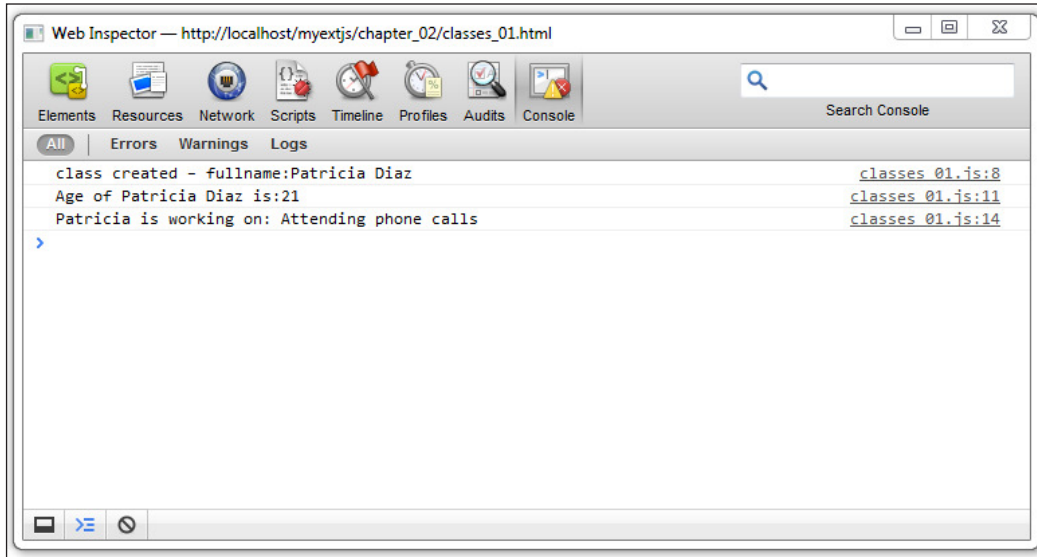 Web Inspector — http://localhost/myextjs/chapter_02/classes_01.html
Elements Resources Network Scripts Timeline Profiles Audits Console
Search Console
All Errors Warnings Logs
class created - fullname:Patricia Diaz classes_01.js:8
Age of Patricia Diaz is:21 classes_01.js:11
Patricia is working on: Attending phone calls classes_01.js:14